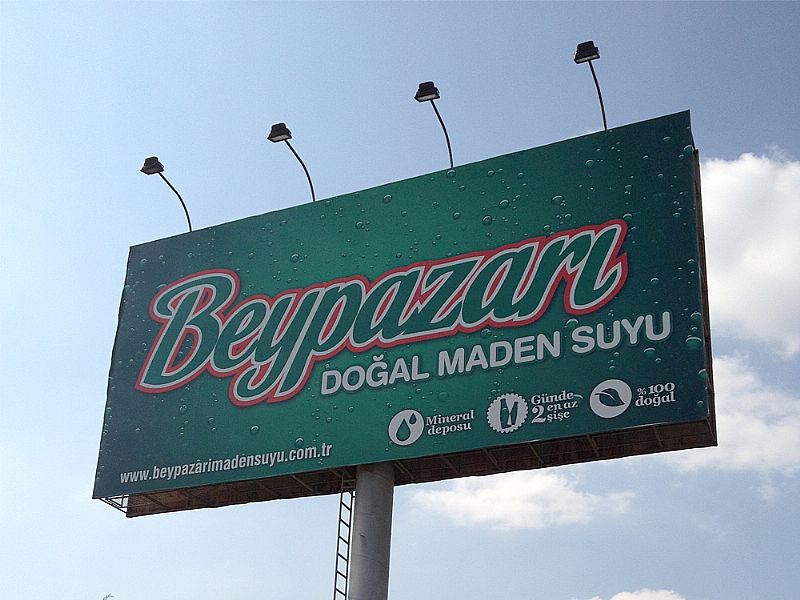 Beypazarı
DOĞAL MADEN SUYU
Mineral
deposu
Günde
2 en az
şişe
%100
doğal
www.beypazarimadensuyu.com.tr